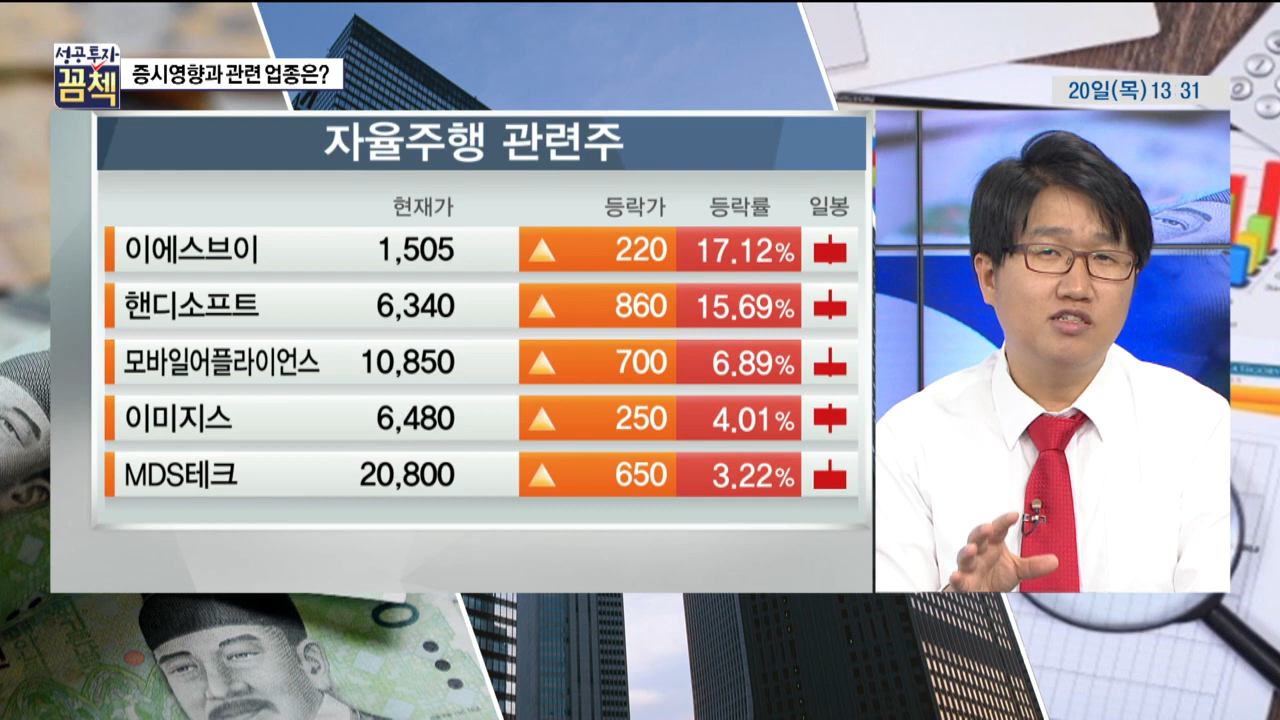 성공투자
꼼첵
증시영향과 관련 업종은?
20일(목) 13 31
자율주행 관련주
현재가 등락가 등락률 일봉
이에스브이 1,505 220 17.12%
핸디소프트 6,340 860 15.69%
모바일어플라이언스 10,850 700 6.89%
이미지스 6,480 250 4.01%
MDS테크 20,800 650 3.22%